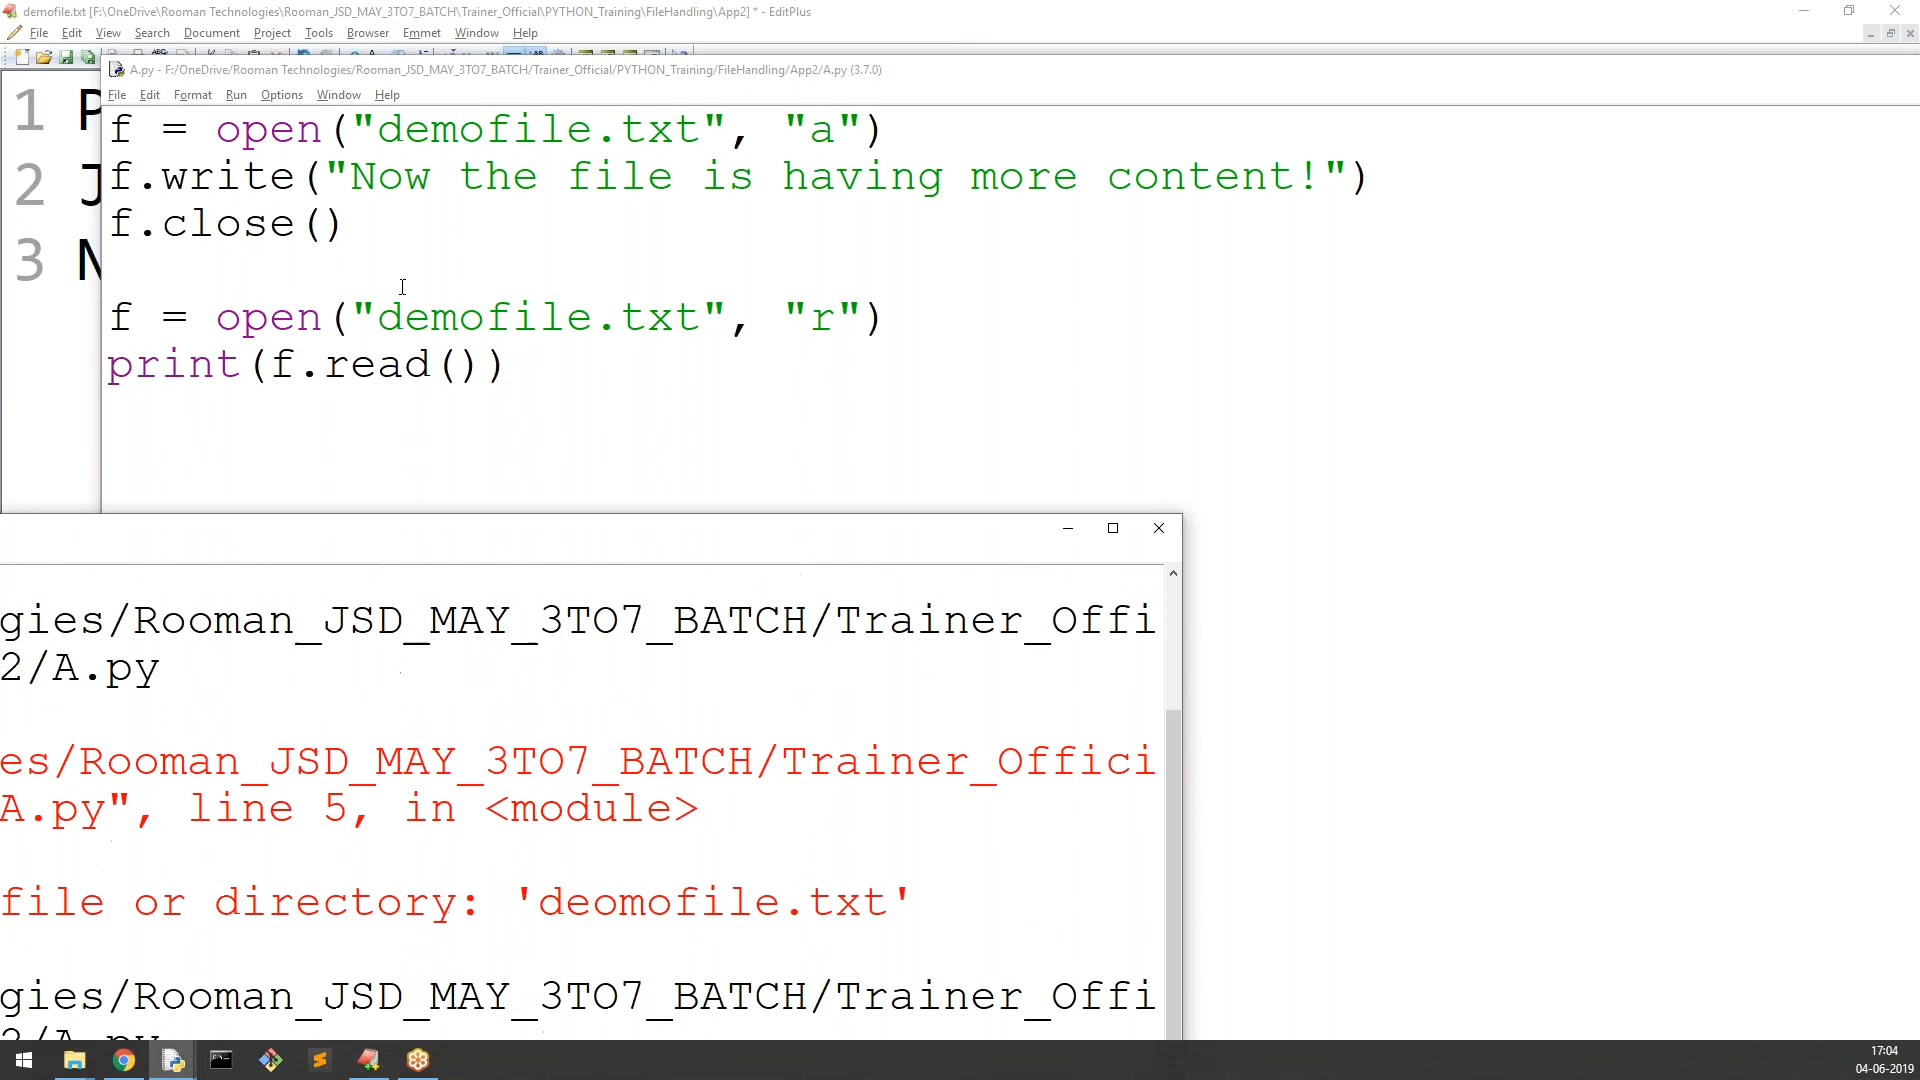 demofile.txt [F:\OneDrive\Rooman Technologies\Rooman_JSD_MAY_3TO7_BATCH\Trainer_Official\PYTHON_Training\FileHandling\App2] * - EditPlus
File Edit View Search Document Project Tools Browser Emmet Window Help
A.py - F:/OneDrive/Rooman Technologies/Rooman_JSD_MAY_3TO7_BATCH/Trainer_Official/PYTHON_Training/FileHandling/App2/A.py (3.7.0)
File Edit Format Run Options Window Help
1 P
2 J
3 N
f = open("demofile.txt", "a")
f.write("Now the file is having more content!")
f.close()
f = open("demofile.txt", "r")
print(f.read())
gies/Rooman_JSD_MAY_3TO7_BATCH/Trainer_Offi
2/A.py
es/Rooman_JSD_MAY_3TO7_BATCH/Trainer_Offici
A.py", line 5, in <module>
file or directory: 'deomofile.txt'
gies/Rooman_JSD_MAY_3TO7_BATCH/Trainer_Offi
2/A.py
17:04
04-06-2019